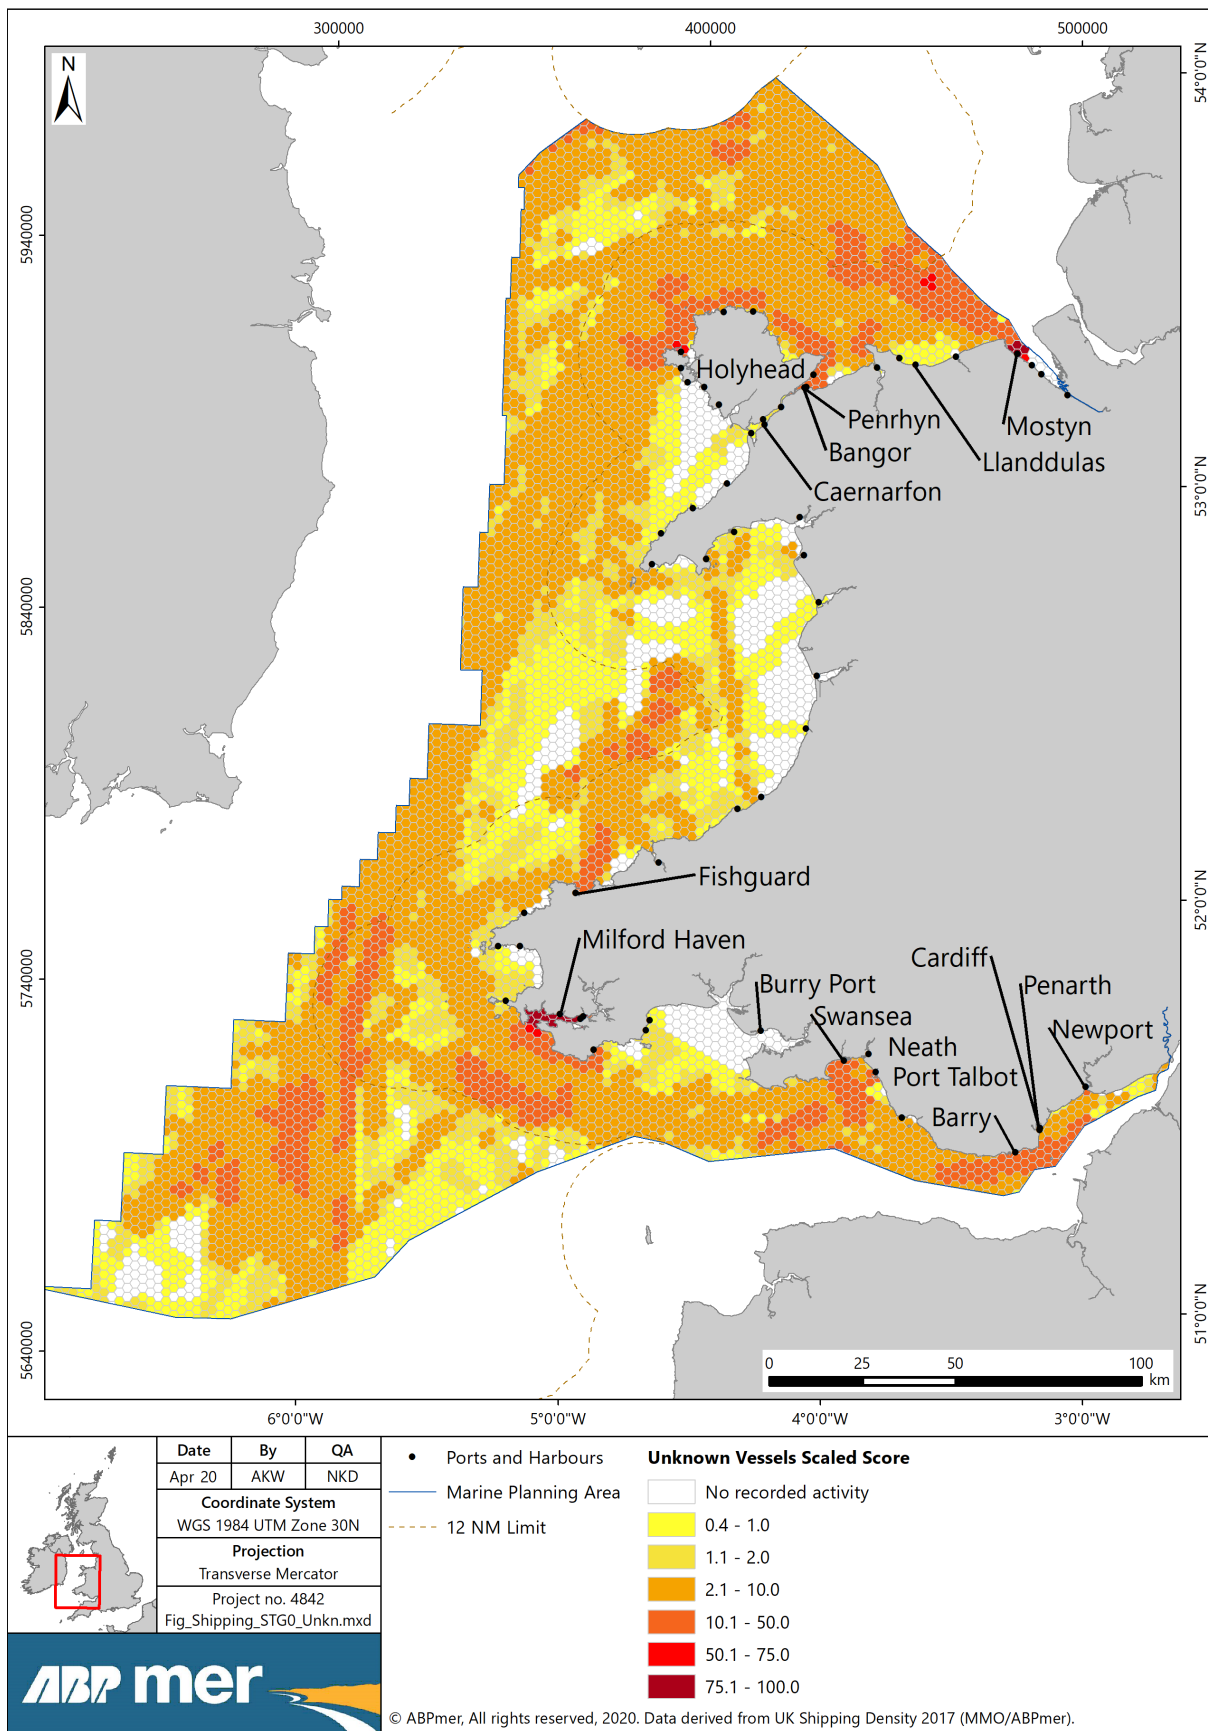 300000
400000
500000
N
54°0'0"N
5940000
Holyhead
Penrhyn
Mostyn
Bangor
Llanddulas
Caernarfon
53°0'0"N
5840000
Fishguard
52°0'0"N
Milford Haven
Cardiff
5740000
Burry Port
Penarth
Swansea
Newport
Neath
Port Talbot
Barry
51°0'0"N
5640000
0 25 50 100
km
6°0'0"W
5°0'0"W
4°0'0"W
3°0'0"W
Date By QA
Apr 20 AKW NKD
Coordinate System
WGS 1984 UTM Zone 30N
Projection
Transverse Mercator
Project no. 4842
Fig_Shipping_STG0_Unkn.mxd
ABP mer
Ports and Harbours
Marine Planning Area
12 NM Limit
Unknown Vessels Scaled Score
No recorded activity
0.4 - 1.0
1.1 - 2.0
2.1 - 10.0
10.1 - 50.0
50.1 - 75.0
75.1 - 100.0
© ABPmer, All rights reserved, 2020. Data derived from UK Shipping Density 2017 (MMO/ABPmer).